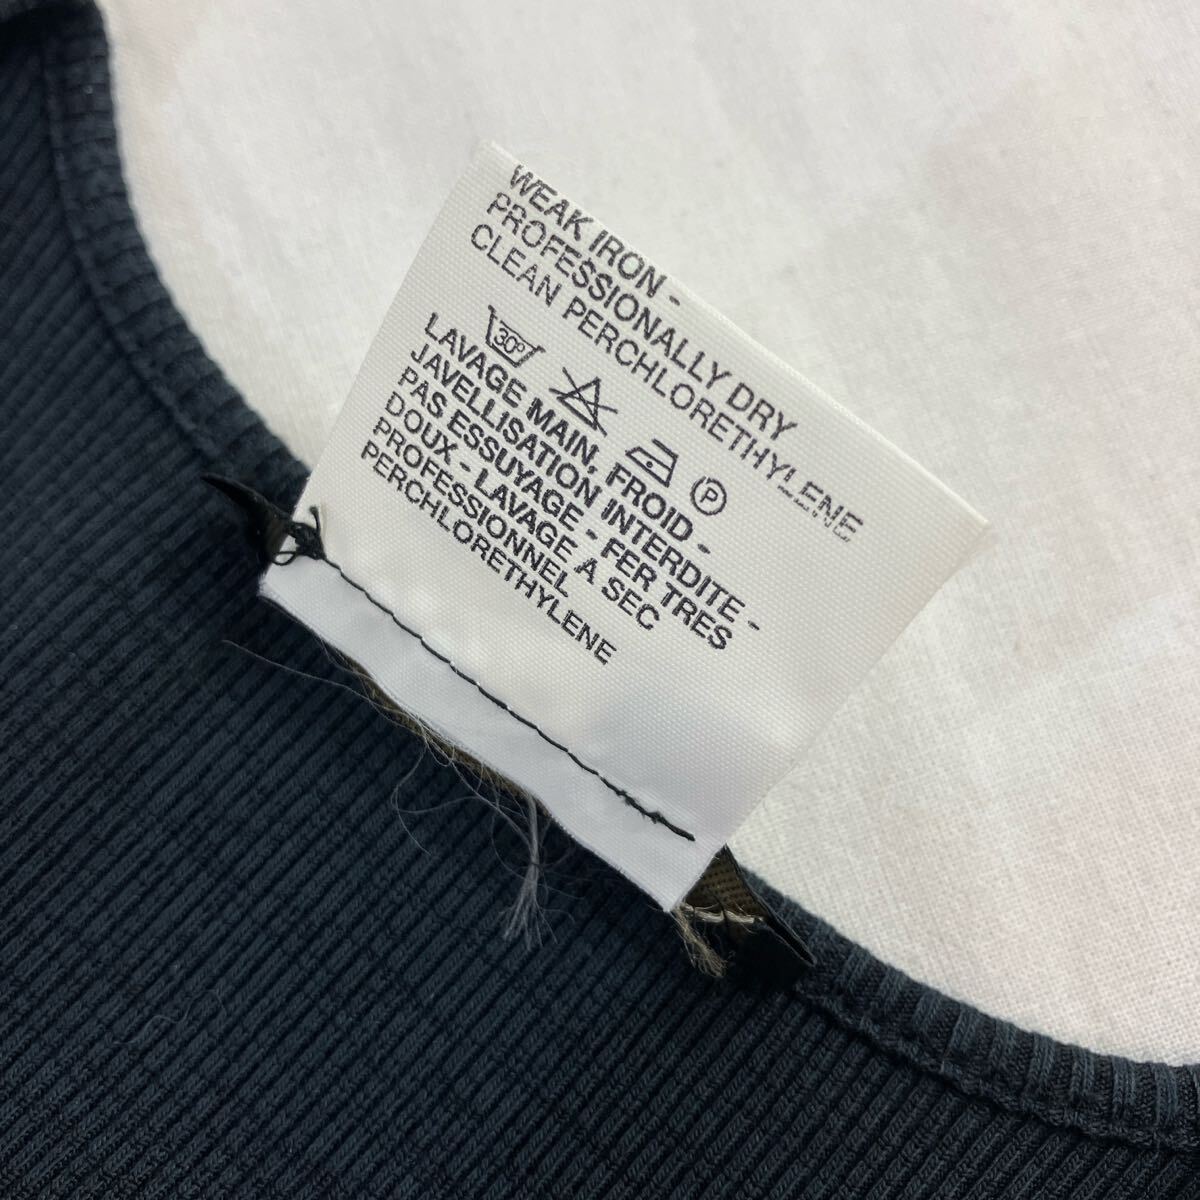 WEAK IRON -
PROFESSIONALLY DRY
CLEAN PERCHLORETHYLENE
30° P
LAVAGE MAIN, FROID -
JAVELLISATION INTERDITE -
PAS ESSUYAGE - FER TRES
DOUX - LAVAGE A SEC
PROFESSIONNEL
PERCHLORETHYLENE